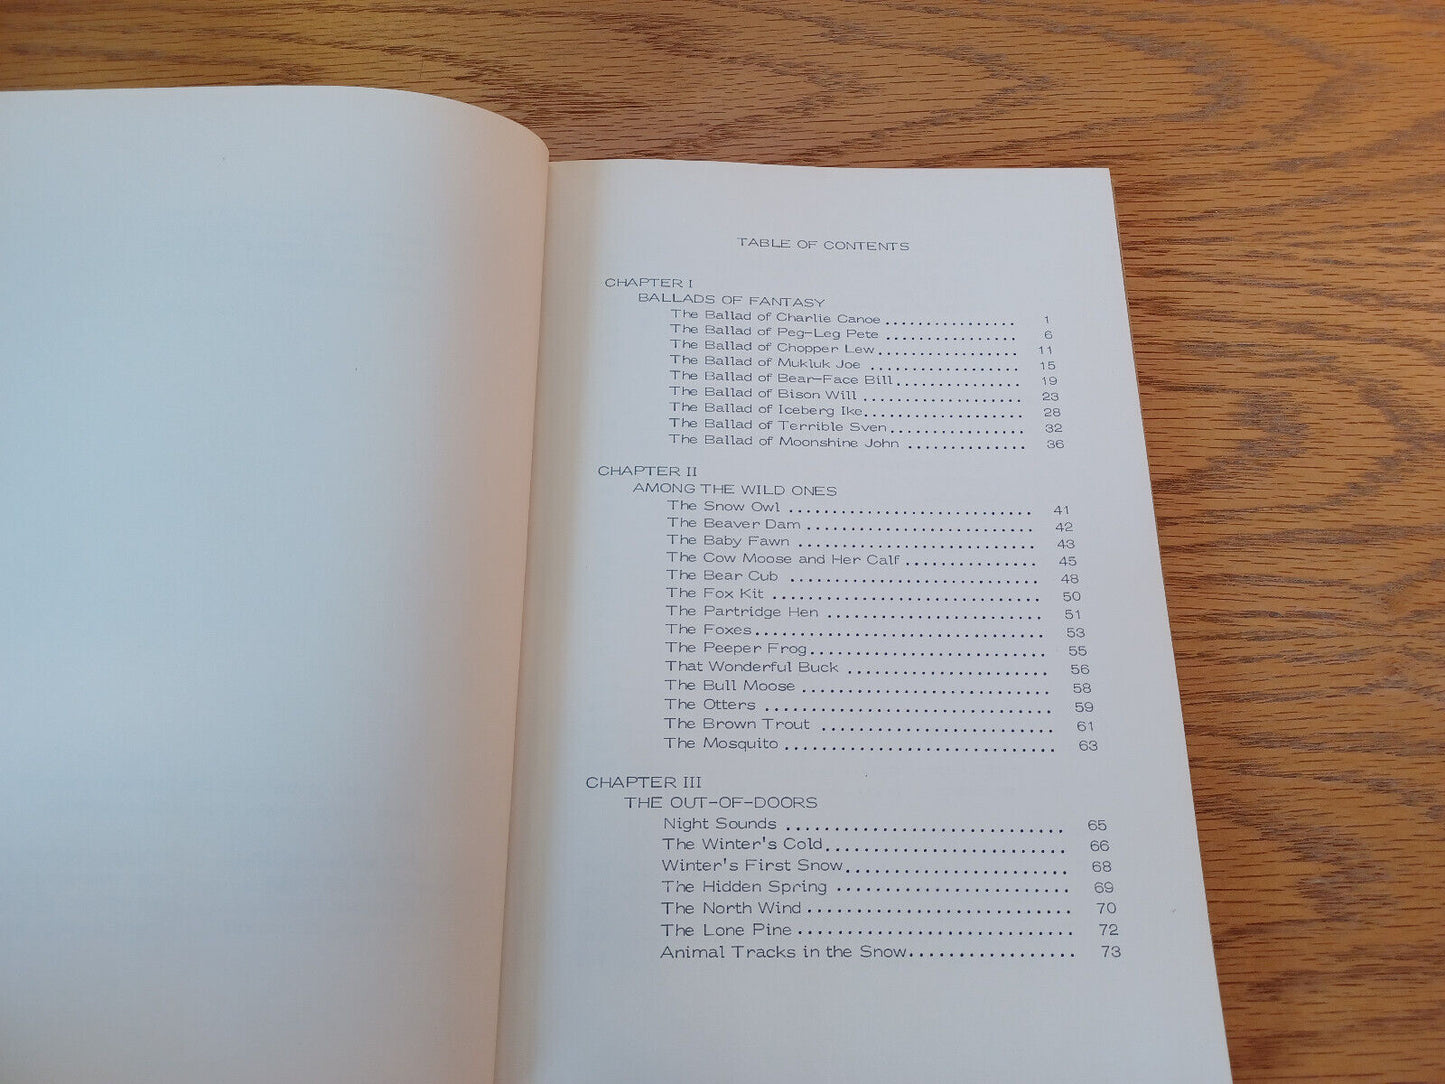 TABLE OF CONTENTS
CHAPTER I
BALLADS OF FANTASY
The Ballad of Charlie Canoe ................ 1
The Ballad of Peg-Leg Pete ................. 6
The Ballad of Chopper Lew.................. 11
The Ballad of Mukluk Joe ................... 15
The Ballad of Bear-Face Bill................ 19
The Ballad of Bison Will .................... 23
The Ballad of Iceberg Ike.................... 28
The Ballad of Terrible Sven................. 32
The Ballad of Moonshine John ............... 36
CHAPTER II
AMONG THE WILD ONES
The Snow Owl .............................. 41
The Beaver Dam ............................ 42
The Baby Fawn ............................. 43
The Cow Moose and Her Calf ................ 45
The Bear Cub .............................. 48
The Fox Kit ................................ 50
The Partridge Hen .......................... 51
The Foxes................................... 53
The Peeper Frog............................. 55
That Wonderful Buck ........................ 56
The Bull Moose .............................. 58
The Otters .................................. 59
The Brown Trout ............................ 61
The Mosquito ................................ 63
CHAPTER III
THE OUT-OF-DOORS
Night Sounds ............................... 65
The Winter's Cold........................... 66
Winter's First Snow......................... 68
The Hidden Spring .......................... 69
The North Wind ............................. 70
The Lone Pine .............................. 72
Animal Tracks in the Snow.................. 73